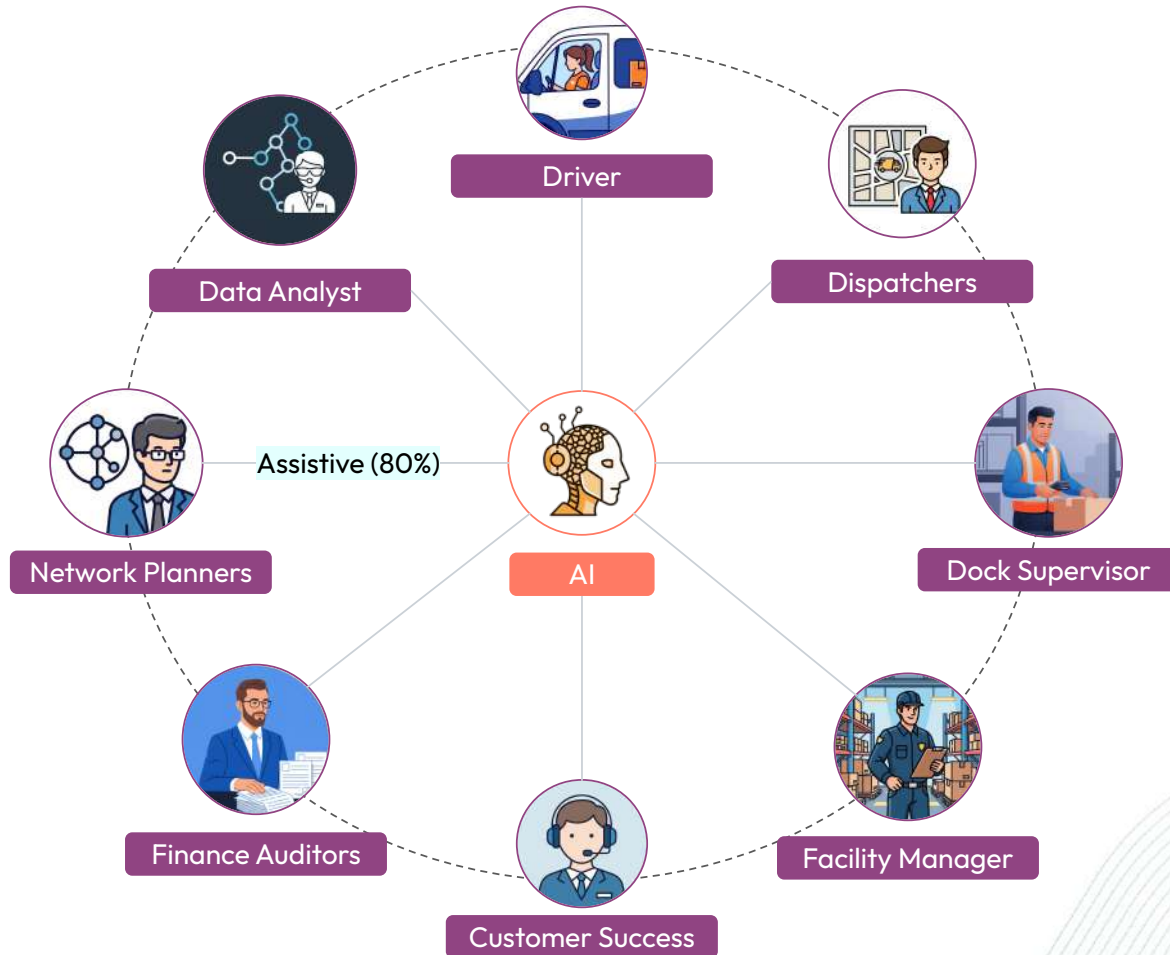 Driver
Data Analyst
Dispatchers
Assistive (80%)
Network Planners
AI
Dock Supervisor
Finance Auditors
Facility Manager
Customer Success